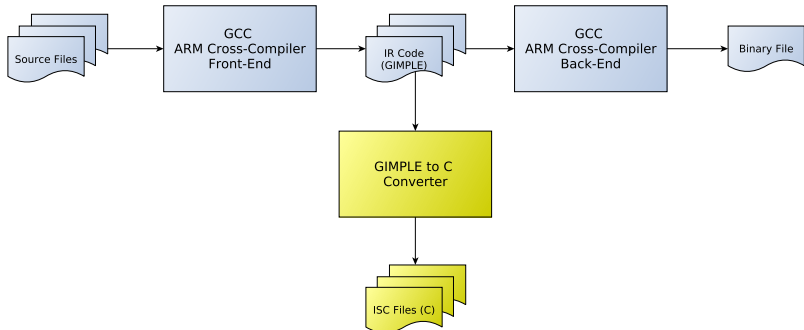 Source Files
GCC
ARM Cross-Compiler
Front-End
IR Code
(GIMPLE)
GCC
ARM Cross-Compiler
Back-End
Binary File
GIMPLE to C
Converter
ISC Files (C)